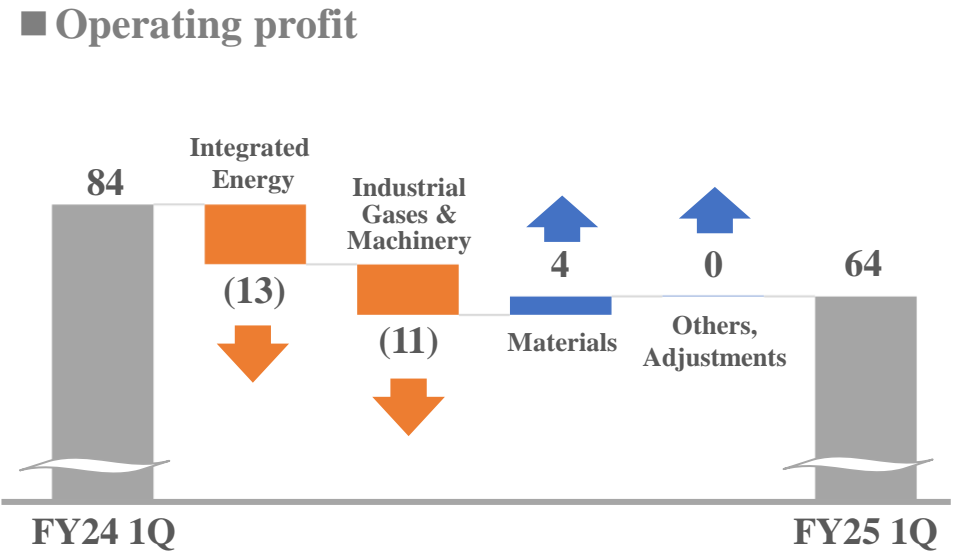 ■ Operating profit
84
Integrated
Energy
(13)
Industrial
Gases &
Machinery
(11)
4
Materials
0
Others,
Adjustments
64
FY24 1Q
FY25 1Q